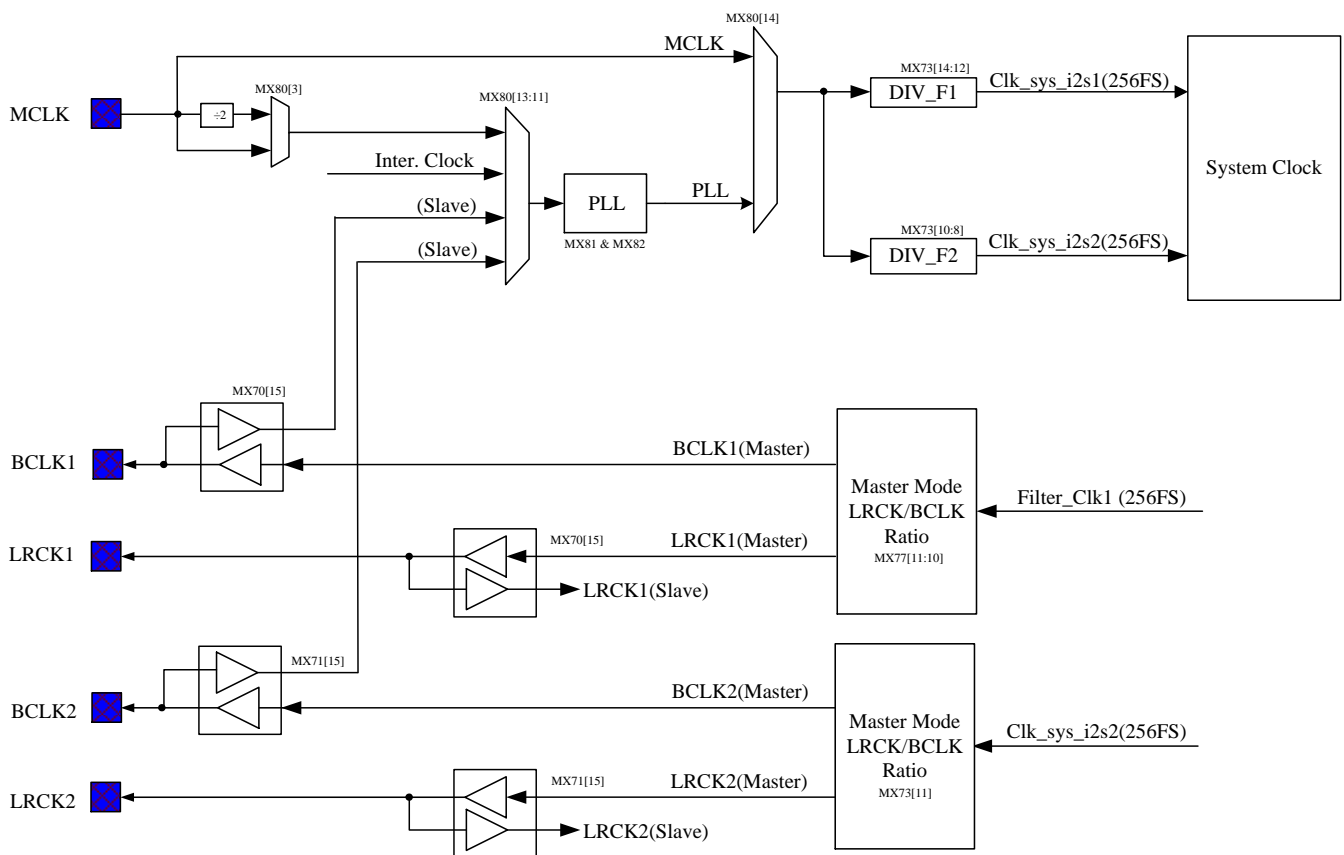 MX80[14]
MCLK
MX73[14:12]
Clk_sys_i2s1(256FS)
DIV_F1
MX80[3]
MX80[13:11]
MCLK
÷2
Inter. Clock
System Clock
PLL
PLL
(Slave)
MX81 & MX82
MX73[10:8]
Clk_sys_i2s2(256FS)
DIV_F2
(Slave)
MX70[15]
BCLK1
BCLK1(Master)
Master Mode
LRCK/BCLK
Ratio
MX77[11:10]
Filter_Clk1 (256FS)
LRCK1
MX70[15]
LRCK1(Master)
LRCK1(Slave)
MX71[15]
BCLK2
BCLK2(Master)
Master Mode
LRCK/BCLK
Ratio
MX73[11]
Clk_sys_i2s2(256FS)
LRCK2
MX71[15]
LRCK2(Master)
LRCK2(Slave)